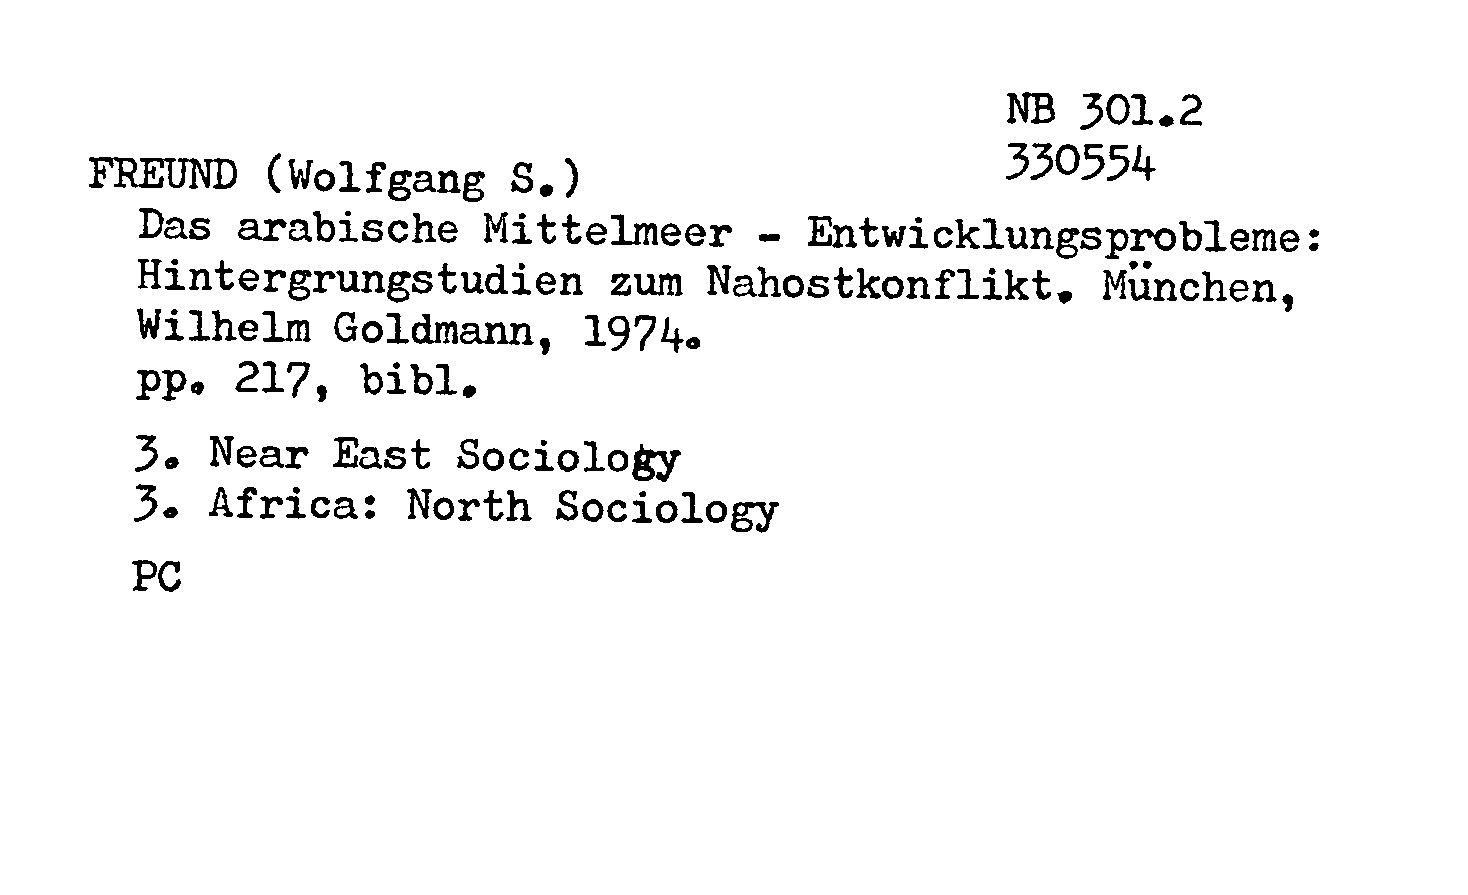 NB 301.2
330554
FREUND (Wolfgang S.)
Das arabische Mittelmeer - Entwicklungsprobleme:
Hintergrungstudien zum Nahostkonflikt. München,
Wilhelm Goldmann, 1974.
pp. 217, bibl.
3. Near East Sociology
3. Africa: North Sociology
PC